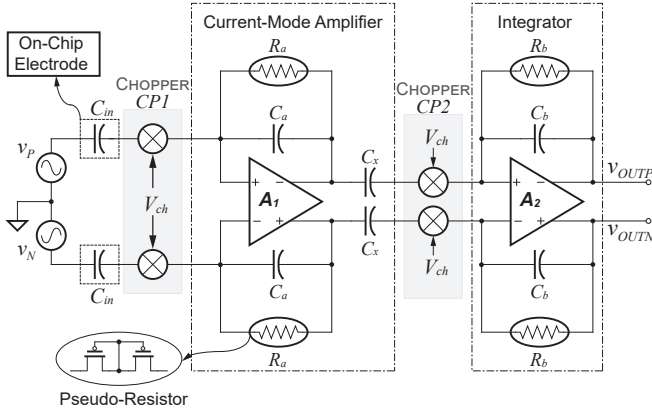 Current-Mode Amplifier
Integrator
On-Chip
Electrode
CHOPPER
CP1
CHOPPER
CP2
Ra
Rb
Cin
Ca
Cb
vP
Vch
Vch
+ −
A1
+ −
Cx
+ −
A2
+ −
vOUTP
Cx
vOUTN
vN
Vch
Cin
Ca
Cb
Ra
Rb
Pseudo-Resistor